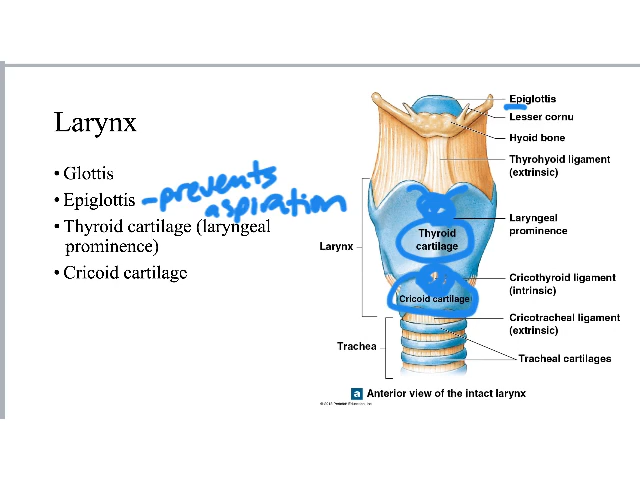 Larynx
• Glottis
• Epiglottis – prevents aspiration
• Thyroid cartilage (laryngeal
prominence)
• Cricoid cartilage
Epiglottis
Lesser cornu
Hyoid bone
Thyrohyoid ligament
(extrinsic)
Laryngeal
prominence
Thyroid
cartilage
Larynx
Cricothyroid ligament
(intrinsic)
Cricoid cartilage
Cricotracheal ligament
(extrinsic)
Trachea
Tracheal cartilages
a Anterior view of the intact larynx